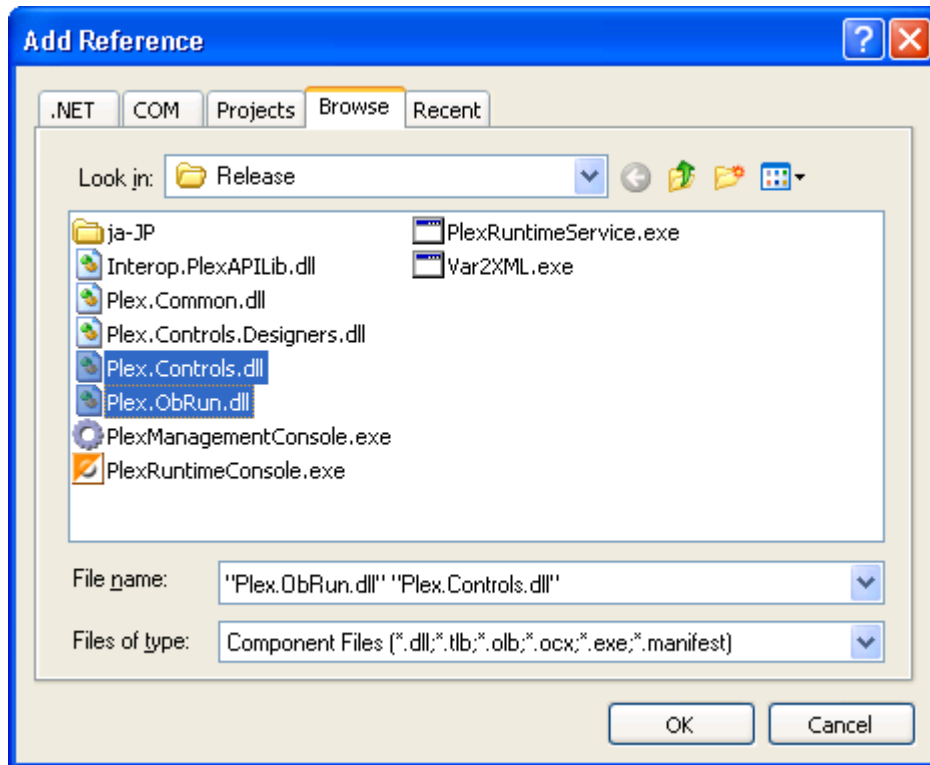 Add Reference
.NET COM Projects Browse Recent
Look in: Release
ja-JP
Interop.PlexAPILib.dll
Plex.Common.dll
Plex.Controls.Designers.dll
Plex.Controls.dll
Plex.ObRun.dll
PlexManagementConsole.exe
PlexRuntimeConsole.exe
PlexRuntimeService.exe
Var2XML.exe
File name: "Plex.ObRun.dll" "Plex.Controls.dll"
Files of type: Component Files (*.dll;*.tlb;*.olb;*.ocx;*.exe;*.manifest)
OK Cancel